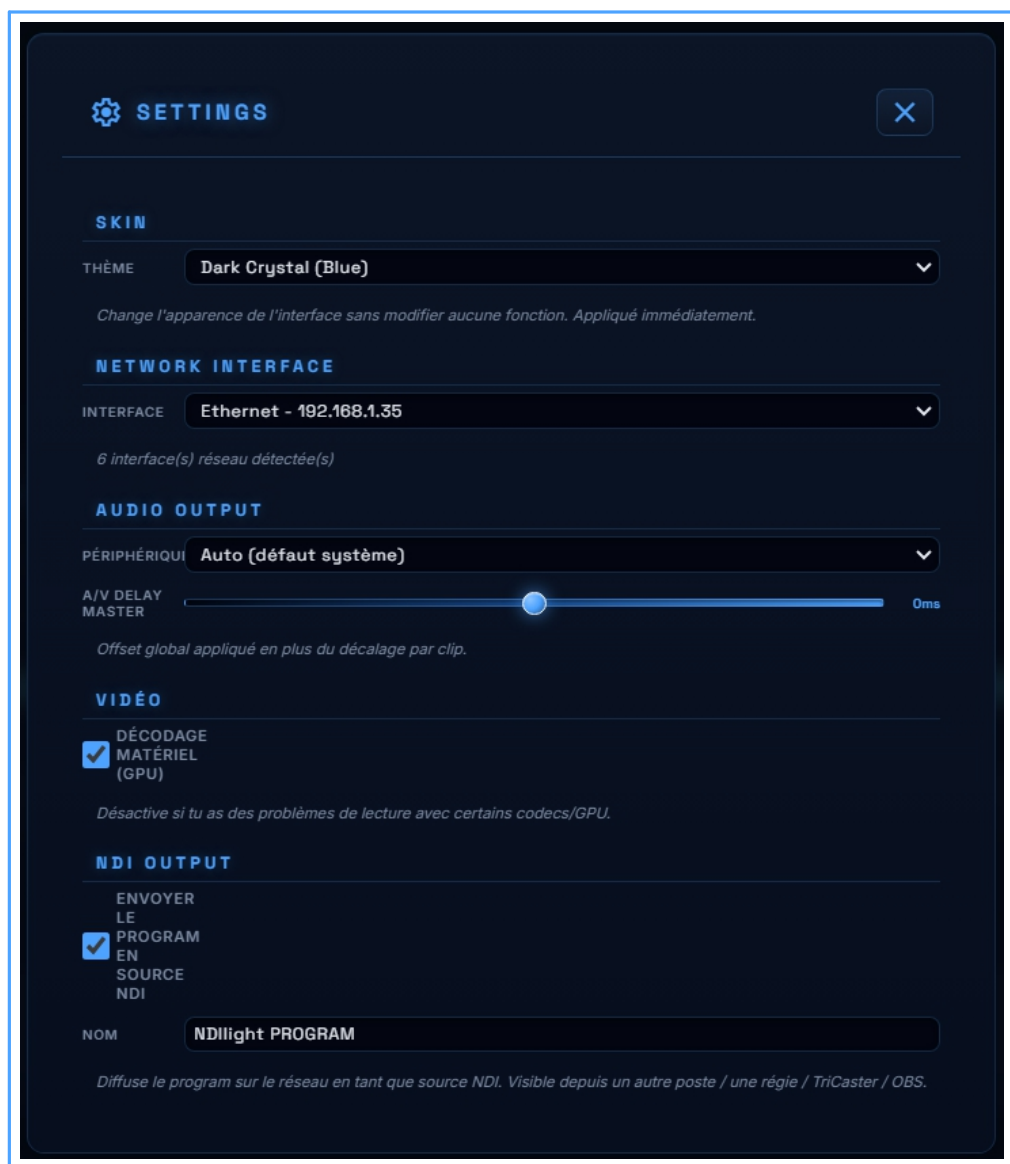 SETTINGS
SKIN
THÈME
Dark Crystal (Blue)
Change l'apparence de l'interface sans modifier aucune fonction. Appliqué immédiatement.
NETWORK INTERFACE
INTERFACE
Ethernet - 192.168.1.35
6 interface(s) réseau détectée(s)
AUDIO OUTPUT
PÉRIPHÉRIQU
Auto (défaut système)
A/V DELAY
MASTER
0ms
Offset global appliqué en plus du décalage par clip.
VIDÉO
DÉCODAGE
MATÉRIEL
(GPU)
Désactive si tu as des problèmes de lecture avec certains codecs/GPU.
NDI OUTPUT
ENVOYER
LE
PROGRAM
EN
SOURCE
NDI
NOM
NDIlight PROGRAM
Diffuse le program sur le réseau en tant que source NDI. Visible depuis un autre poste / une régie / TriCaster / OBS.